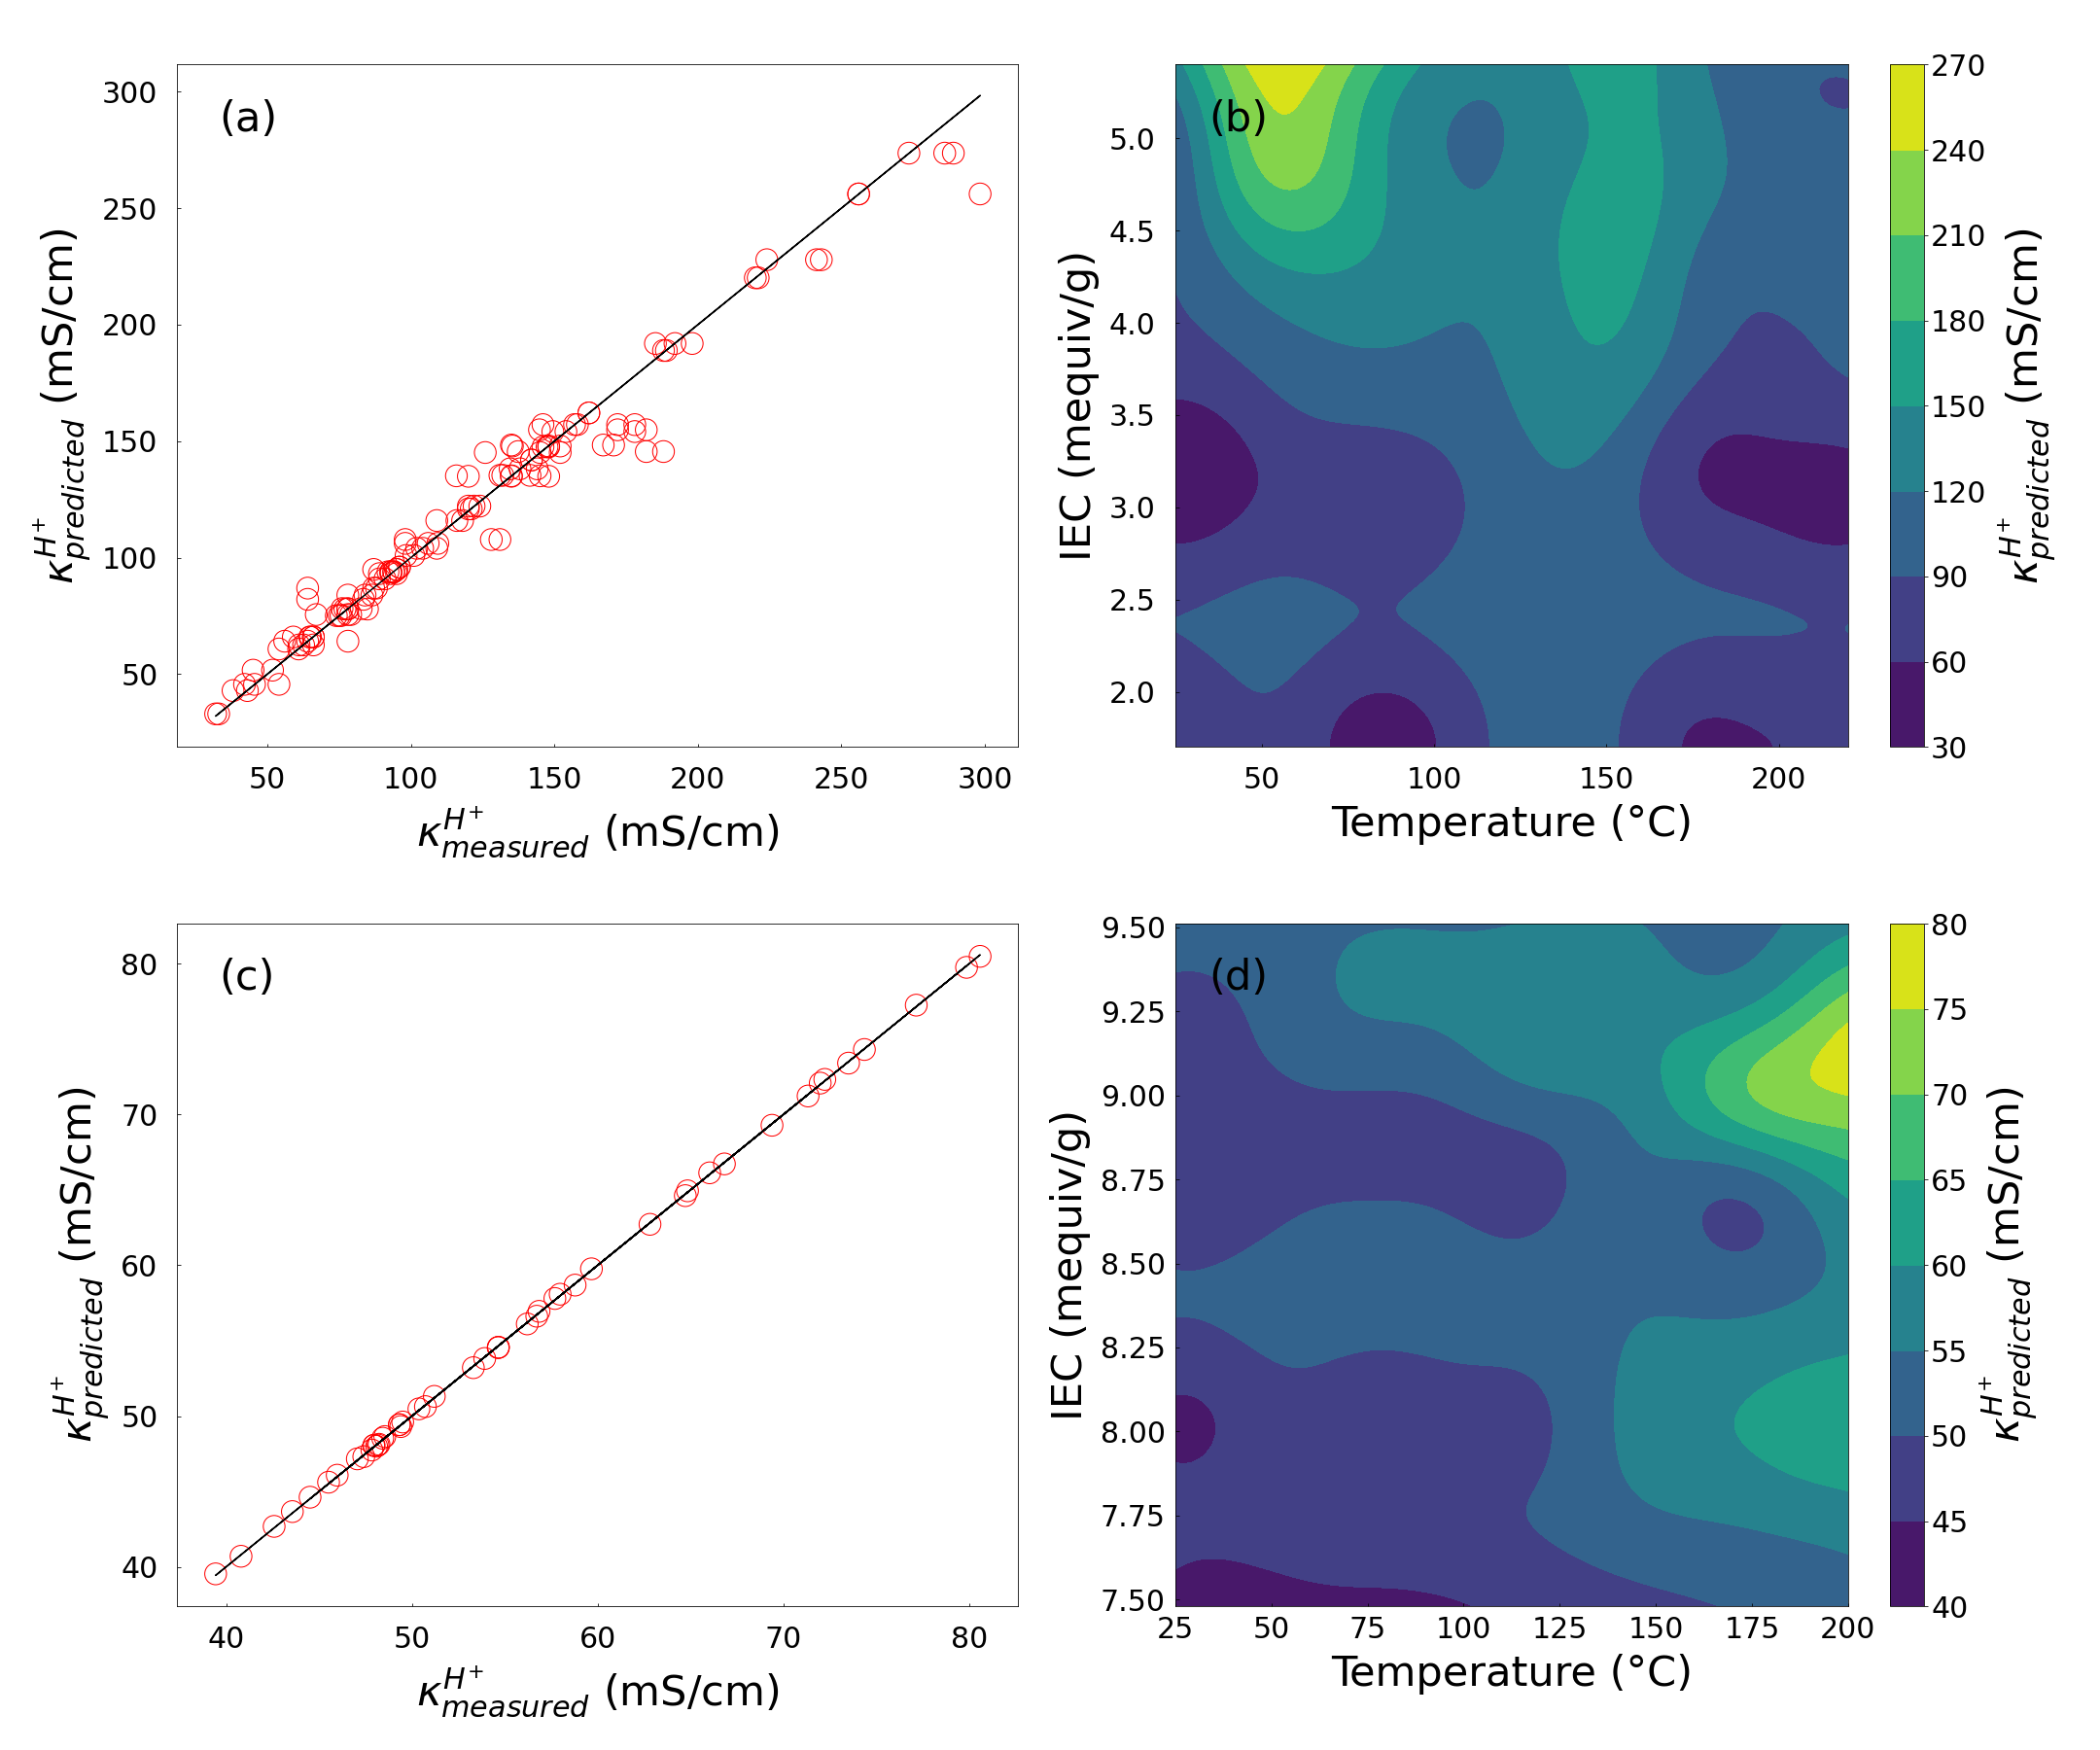 (a)
300
250
200
150
100
50
κ^{H^+}_{predicted} (mS/cm)
50 100 150 200 250 300
κ^{H^+}_{measured} (mS/cm)
(b)
5.0
4.5
4.0
3.5
3.0
2.5
2.0
IEC (mequiv/g)
50 100 150 200
Temperature (°C)
270
240
210
180
150
120
90
60
30
κ^{H^+}_{predicted} (mS/cm)
(c)
80
70
60
50
40
κ^{H^+}_{predicted} (mS/cm)
40 50 60 70 80
κ^{H^+}_{measured} (mS/cm)
(d)
9.50
9.25
9.00
8.75
8.50
8.25
8.00
7.75
7.50
IEC (mequiv/g)
25 50 75 100 125 150 175 200
Temperature (°C)
80
75
70
65
60
55
50
45
40
κ^{H^+}_{predicted} (mS/cm)